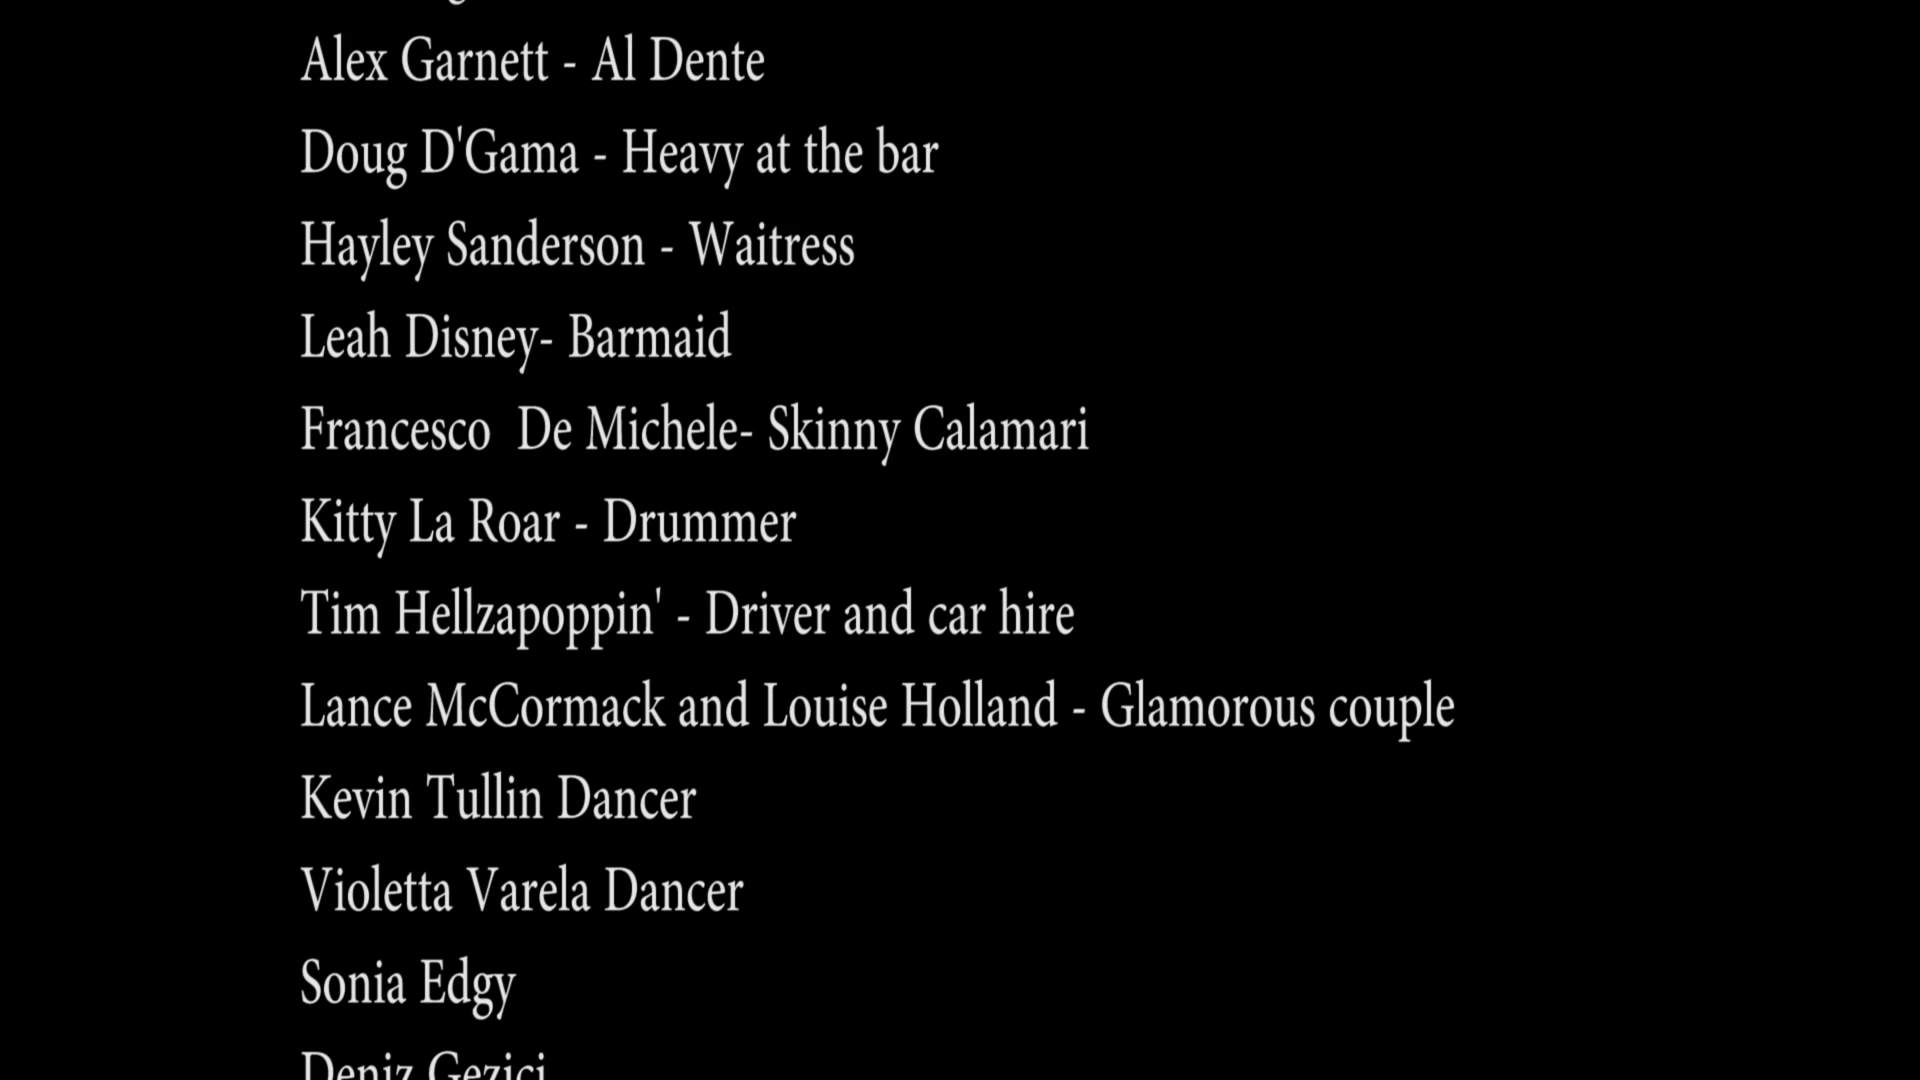 Alex Garnett - Al Dente
Doug D'Gama - Heavy at the bar
Hayley Sanderson - Waitress
Leah Disney- Barmaid
Francesco  De Michele- Skinny Calamari
Kitty La Roar - Drummer
Tim Hellzapoppin' - Driver and car hire
Lance McCormack and Louise Holland - Glamorous couple
Kevin Tullin Dancer
Violetta Varela Dancer
Sonia Edgy
Deniz Gezici